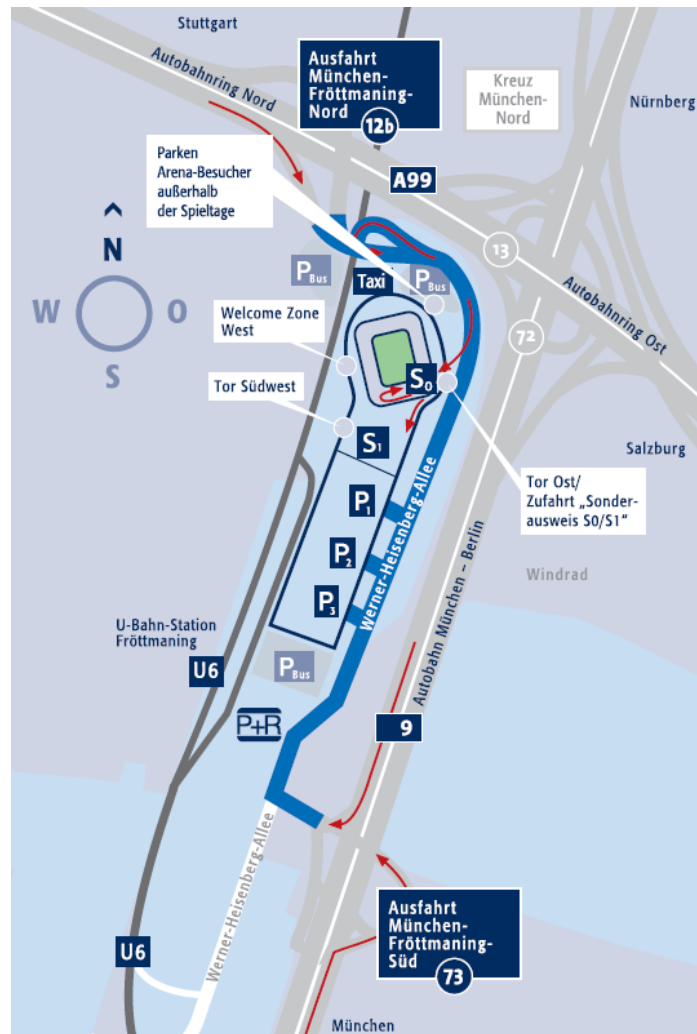 Stuttgart
Autobahnring Nord
Ausfahrt
München-
Fröttmaning-
Nord
12b
Kreuz
München-
Nord
Nürnberg
A99
Parken
Arena-Besucher
außerhalb
der Spieltage
N
W
O
S
13
Autobahnring Ost
72
P Bus
Taxi
P Bus
Welcome Zone
West
S0
Tor Südwest
S1
Salzburg
Tor Ost/
Zufahrt „Sonder-
ausweis S0/S1“
P1
P2
P3
Werner-Heisenberg-Allee
Autobahn München – Berlin
Windrad
U-Bahn-Station
Fröttmaning
U6
P Bus
P+R
9
Werner-Heisenberg-Allee
Ausfahrt
München-
Fröttmaning-
Süd
73
U6
München